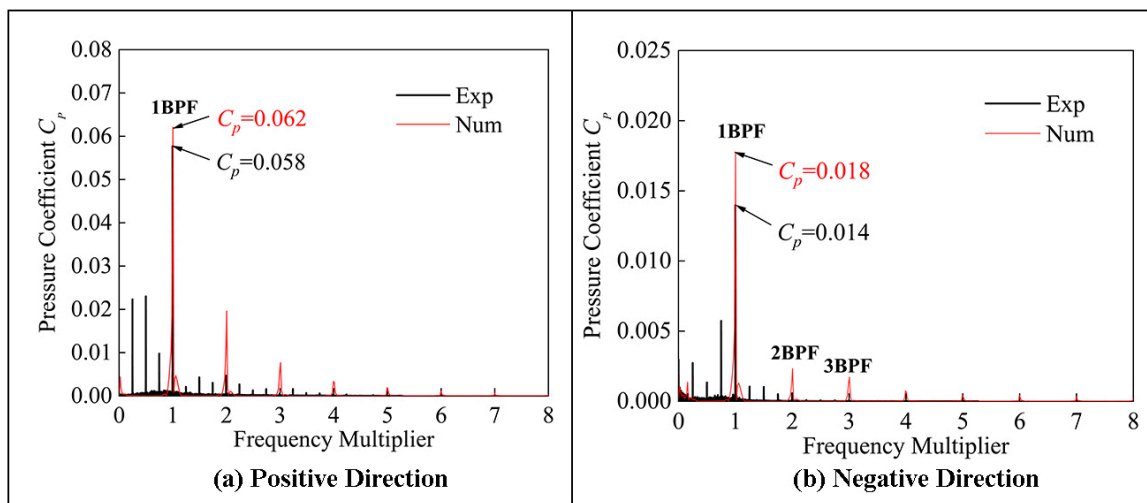 0.08
0.07
0.06
0.05
0.04
0.03
0.02
0.01
0.00
Pressure Coefficient Cp
1BPF
Cp=0.062
Cp=0.058
Exp
Num
0 1 2 3 4 5 6 7 8
Frequency Multiplier
(a) Positive Direction
0.025
0.020
0.015
0.010
0.005
0.000
Pressure Coefficient Cp
1BPF
Cp=0.018
Cp=0.014
2BPF
3BPF
Exp
Num
0 1 2 3 4 5 6 7 8
Frequency Multiplier
(b) Negative Direction